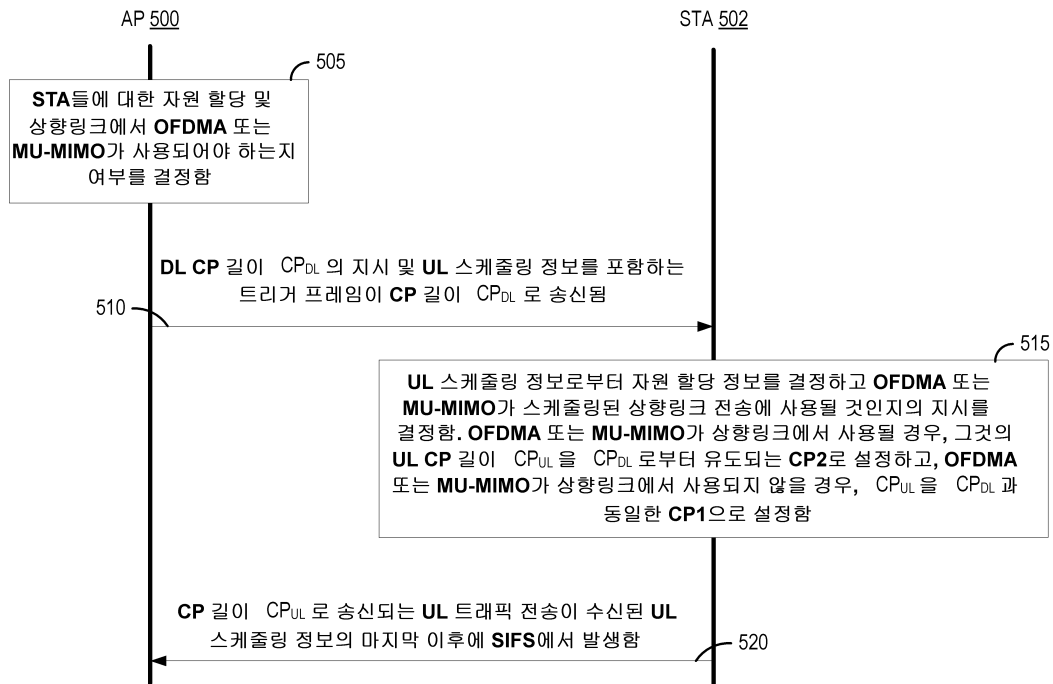 AP 500
STA 502
505
STA들에 대한 자원 할당 및
상향링크에서 OFDMA 또는
MU-MIMO가 사용되어야 하는지
여부를 결정함
DL CP 길이 CPDL 의 지시 및 UL 스케줄링 정보를 포함하는
트리거 프레임이 CP 길이 CPDL 로 송신됨
510
515
UL 스케줄링 정보로부터 자원 할당 정보를 결정하고 OFDMA 또는
MU-MIMO가 스케줄링된 상향링크 전송에 사용될 것인지의 지시를
결정함. OFDMA 또는 MU-MIMO가 상향링크에서 사용될 경우, 그것의
UL CP 길이 CPUL 을 CPDL 로부터 유도되는 CP2로 설정하고, OFDMA
또는 MU-MIMO가 상향링크에서 사용되지 않을 경우, CPUL 을 CPDL 과
동일한 CP1으로 설정함
CP 길이 CPUL 로 송신되는 UL 트래픽 전송이 수신된 UL
스케줄링 정보의 마지막 이후에 SIFS에서 발생함
520